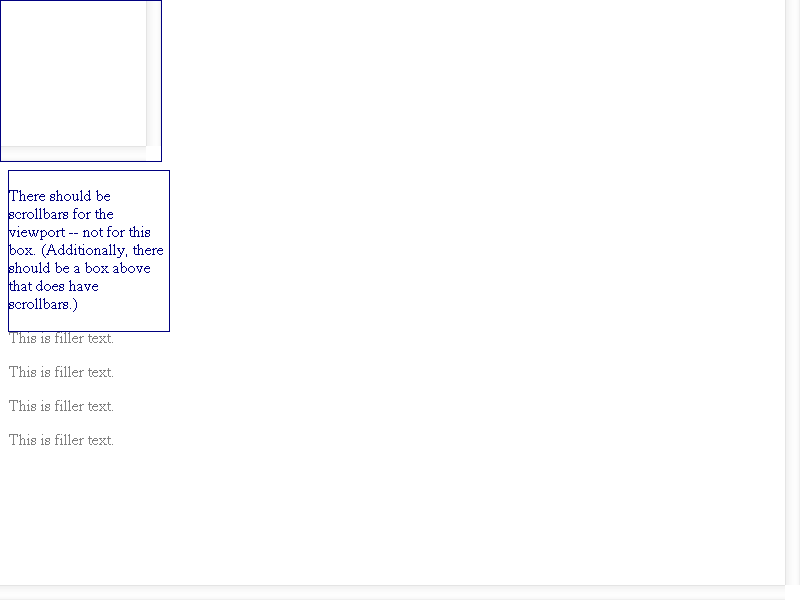 There should be
scrollbars for the
viewport -- not for this
box. (Additionally, there
should be a box above
that does have
scrollbars.)
This is filler text.
This is filler text.
This is filler text.
This is filler text.